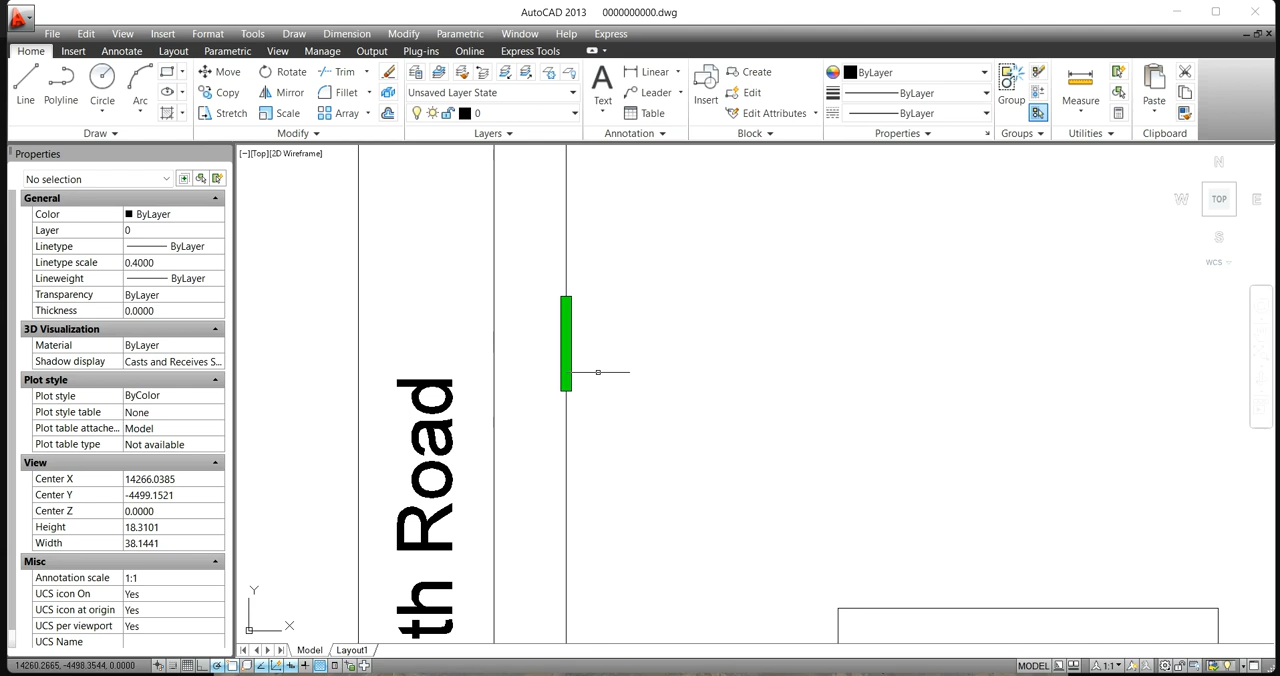 AutoCAD 2013 0000000000.dwg
File Edit View Insert Format Tools Draw Dimension Modify Parametric Window Help Express
Home Insert Annotate Layout Parametric View Manage Output Plug-ins Online Express Tools
Line Polyline Circle Arc
Move Rotate Trim
Copy Mirror Fillet
Stretch Scale Array
Unsaved Layer State
0
Text
Linear
Leader
Table
Insert
Create
Edit
Edit Attributes
ByLayer
ByLayer
ByLayer
Group
Measure
Paste
Draw Modify Layers Annotation Block Properties Groups Utilities Clipboard
Properties
No selection
General
Color ByLayer
Layer 0
Linetype ByLayer
Linetype scale 0.4000
Lineweight ByLayer
Transparency ByLayer
Thickness 0.0000
3D Visualization
Material ByLayer
Shadow display Casts and Receives S...
Plot style
Plot style ByColor
Plot style table None
Plot table attache... Model
Plot table type Not available
View
Center X 14266.0385
Center Y -4499.1521
Center Z 0.0000
Height 18.3101
Width 38.1441
Misc
Annotation scale 1:1
UCS icon On Yes
UCS icon at origin Yes
UCS per viewport Yes
UCS Name
[−][Top][2D Wireframe]
th Road
N
W TOP E
S
WCS
Y
X
Model Layout1
14260.2665, -4498.3544, 0.0000
MODEL
1:1